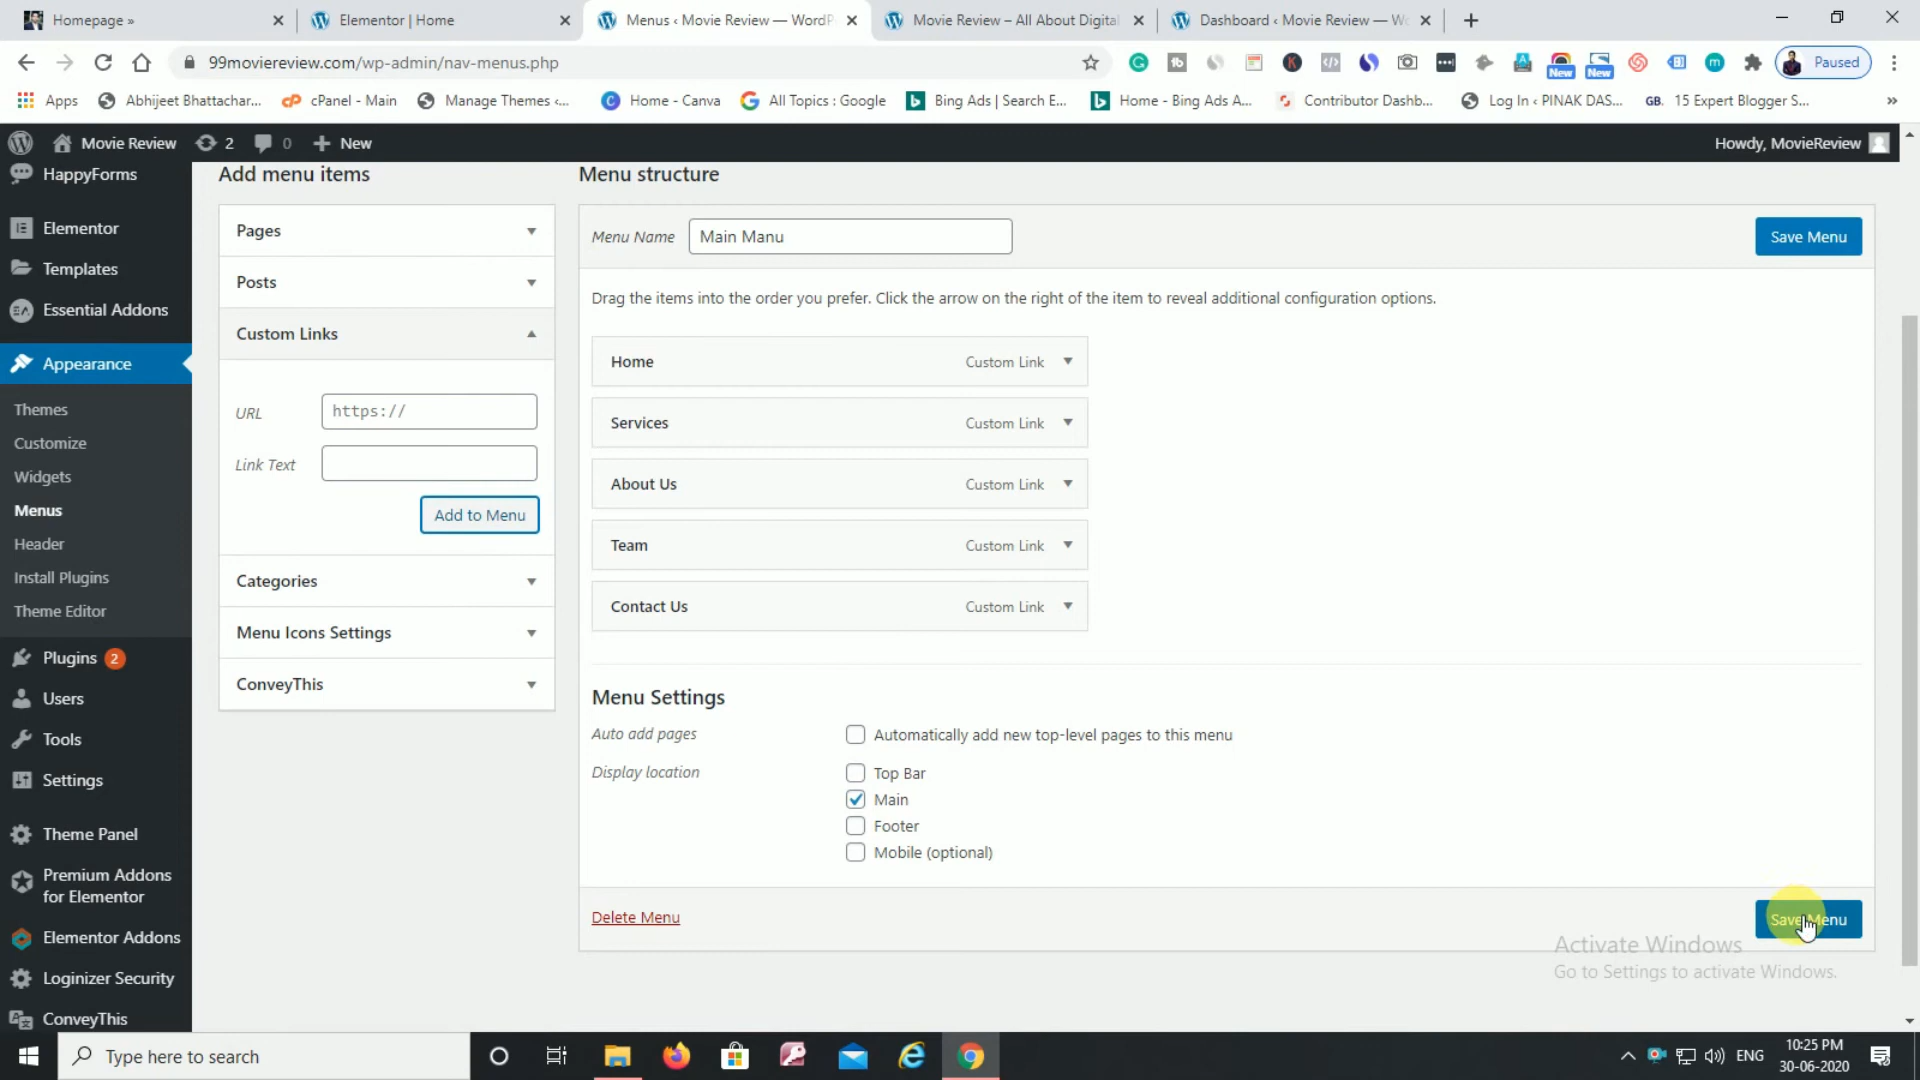 Homepage »
Elementor | Home
Menus ‹ Movie Review — WordP
Movie Review – All About Digital
Dashboard ‹ Movie Review — Wo
99moviereview.com/wp-admin/nav-menus.php
New
New
Paused
Apps
Abhijeet Bhattachar...
cPanel - Main
Manage Themes ‹...
Home - Canva
All Topics : Google
Bing Ads | Search E...
Home - Bing Ads A...
Contributor Dashb...
Log In ‹ PINAK DAS...
GB.
15 Expert Blogger S...
»
Movie Review
2
0
New
Howdy, MovieReview
HappyForms
Elementor
Templates
Essential Addons
Appearance
Themes
Customize
Widgets
Menus
Header
Install Plugins
Theme Editor
Plugins 2
Users
Tools
Settings
Theme Panel
Premium Addons
for Elementor
Elementor Addons
Loginizer Security
ConveyThis
Add menu items
Pages
Posts
Custom Links
URL
https://
Link Text
Add to Menu
Categories
Menu Icons Settings
ConveyThis
Menu structure
Menu Name
Main Manu
Save Menu
Drag the items into the order you prefer. Click the arrow on the right of the item to reveal additional configuration options.
Home
Custom Link
Services
Custom Link
About Us
Custom Link
Team
Custom Link
Contact Us
Custom Link
Menu Settings
Auto add pages
Automatically add new top-level pages to this menu
Display location
Top Bar
Main
Footer
Mobile (optional)
Delete Menu
Save Menu
Activate Windows
Go to Settings to activate Windows.
Type here to search
ENG
10:25 PM
30-06-2020